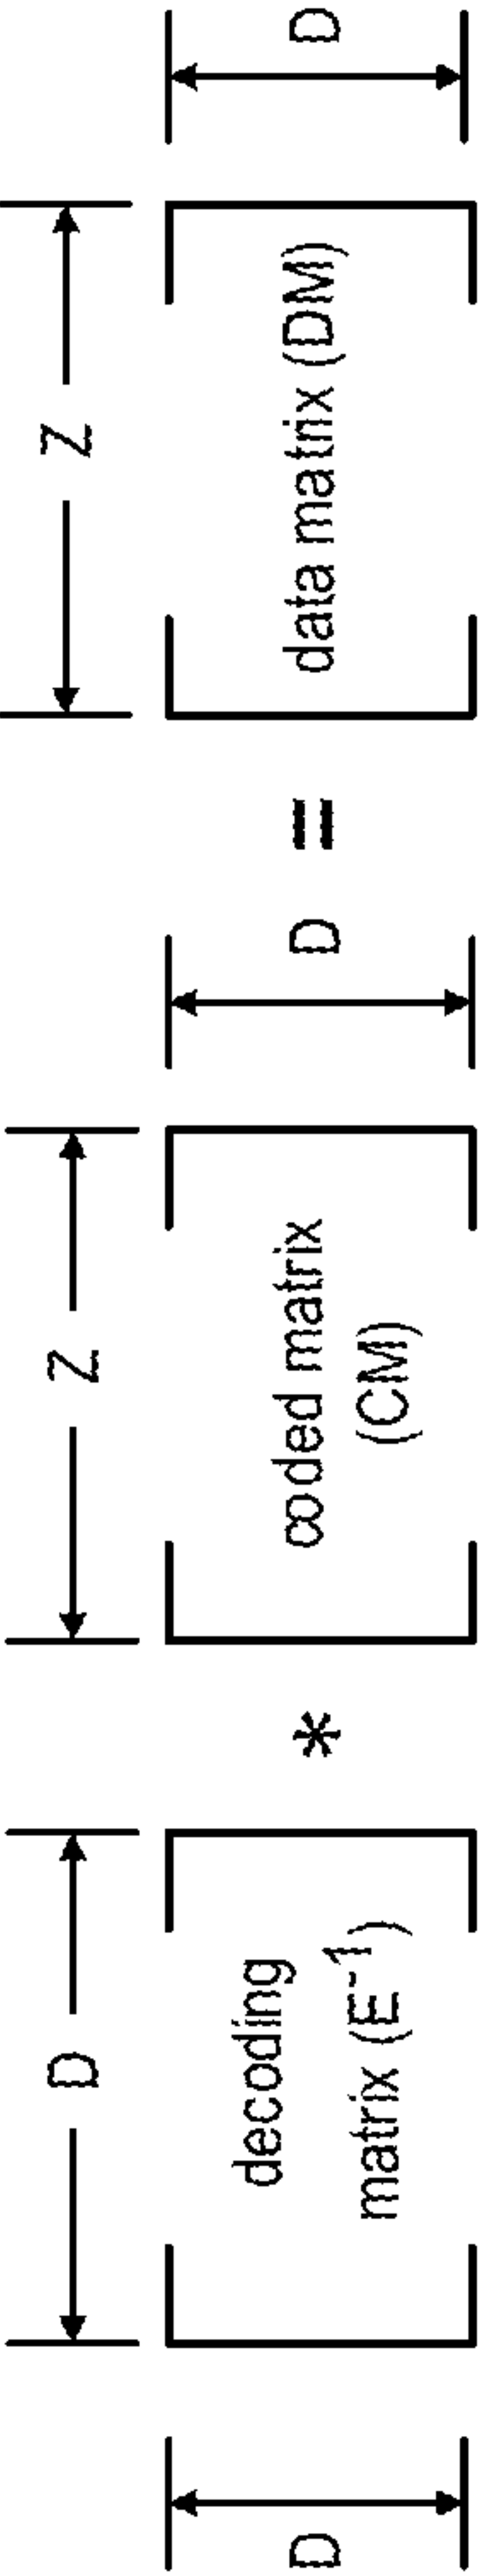 D
Z
Z
D
decoding
matrix (E⁻¹)
*
coded matrix
(CM)
D
=
data matrix (DM)
D